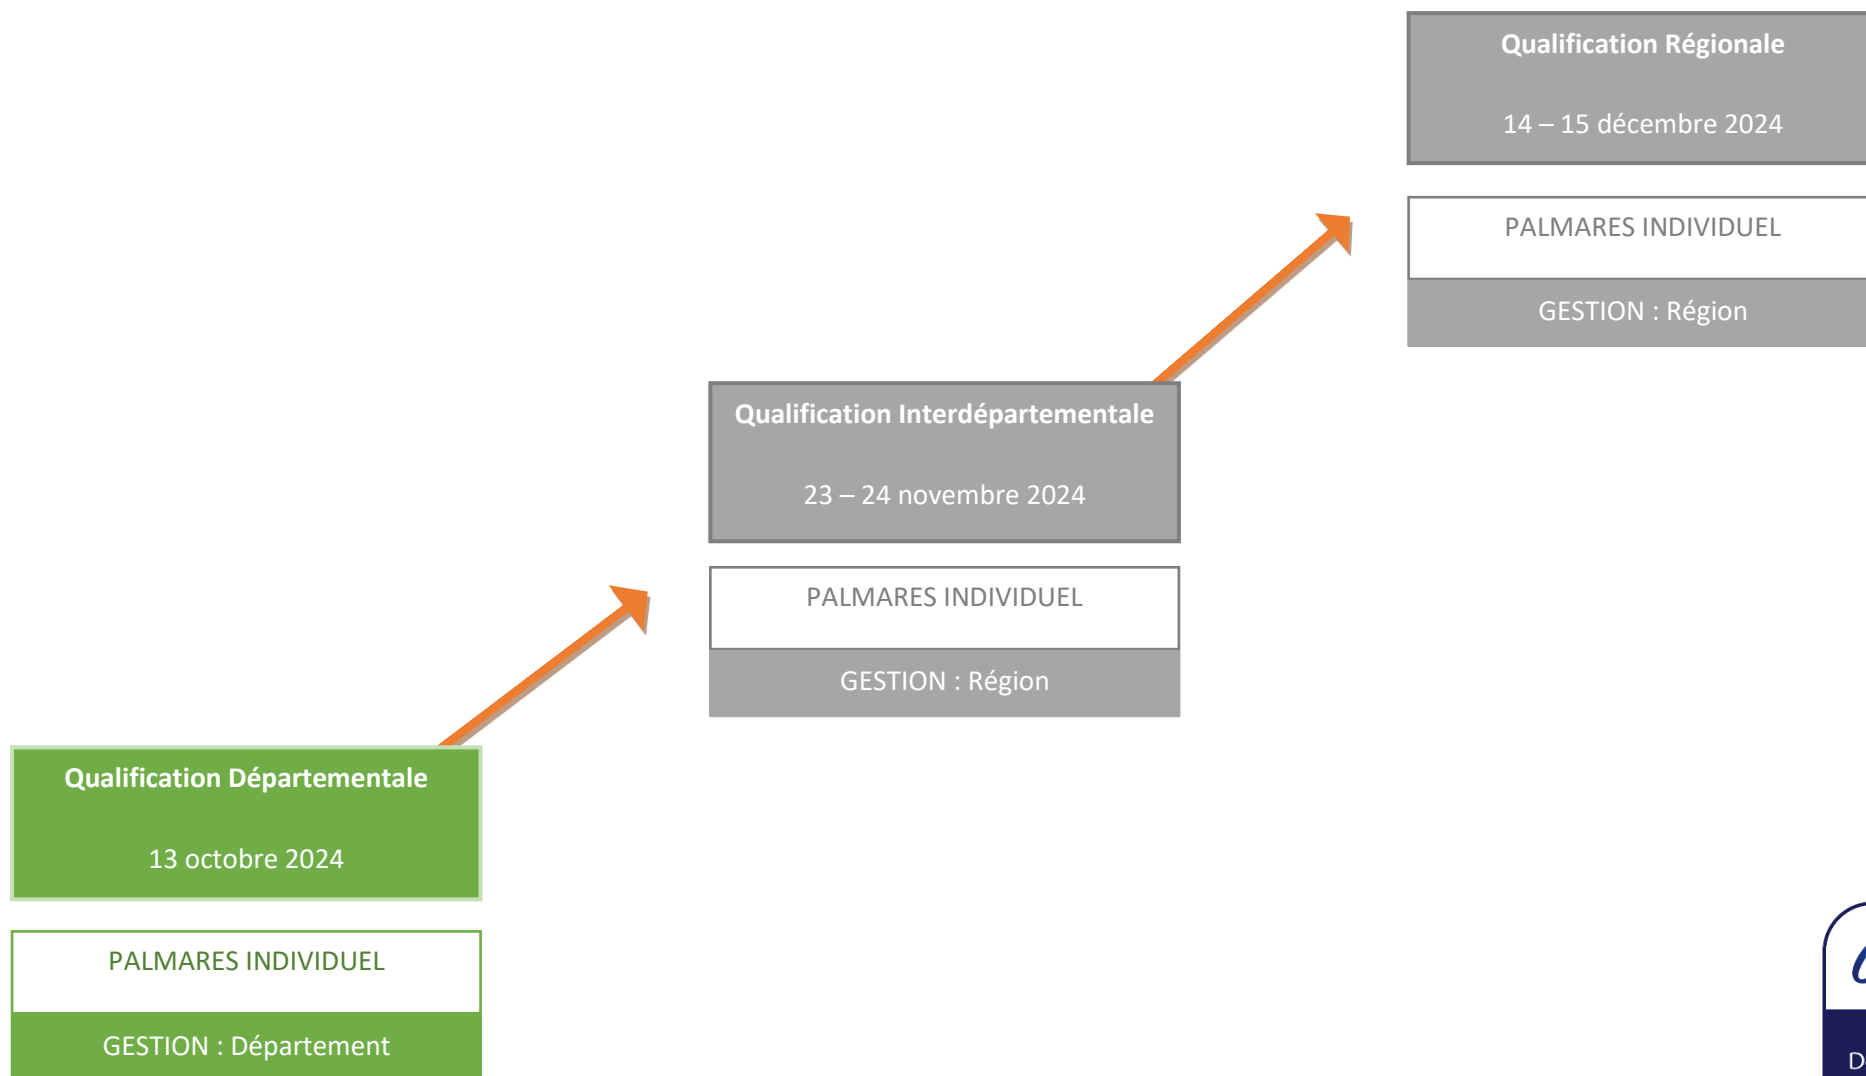 Qualification Régionale
14 – 15 décembre 2024
PALMARES INDIVIDUEL
GESTION : Région
Qualification Interdépartementale
23 – 24 novembre 2024
PALMARES INDIVIDUEL
GESTION : Région
Qualification Départementale
13 octobre 2024
PALMARES INDIVIDUEL
GESTION : Département